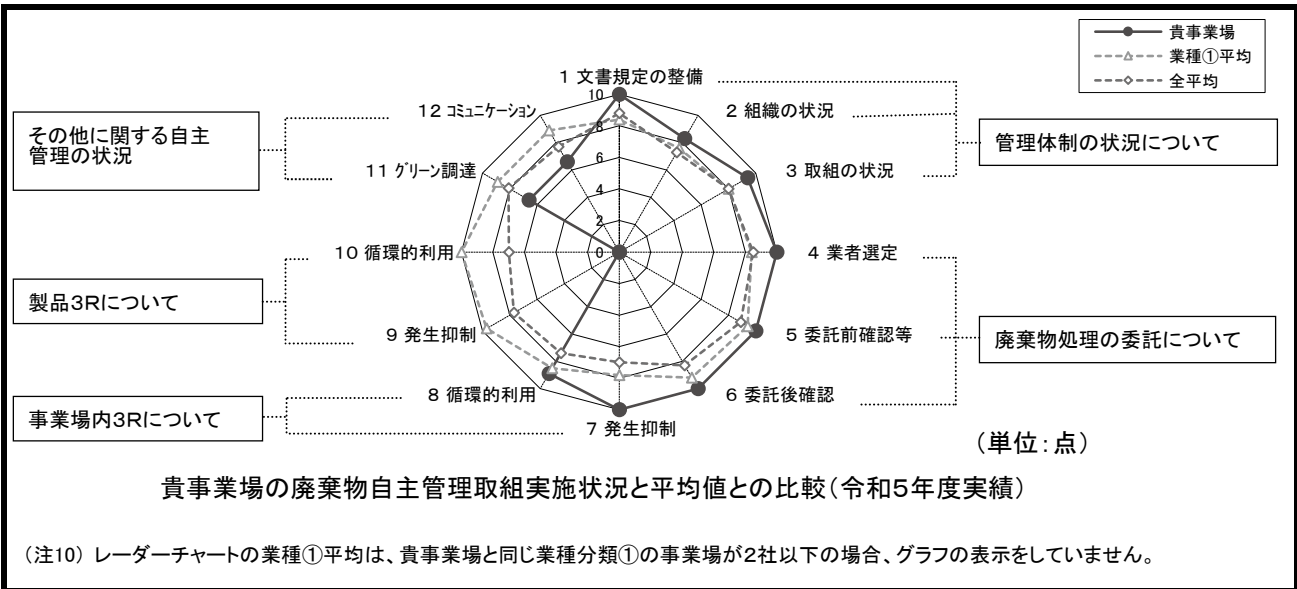 貴事業場
業種①平均
全平均
1 文書規定の整備
2 組織の状況
3 取組の状況
4 業者選定
5 委託前確認等
6 委託後確認
7 発生抑制
8 循環的利用
9 発生抑制
10 循環的利用
11 グリーン調達
12 コミュニケーション
10
8
6
4
2
0
その他に関する自主
管理の状況
製品3Rについて
事業場内3Rについて
管理体制の状況について
廃棄物処理の委託について
(単位:点)
貴事業場の廃棄物自主管理取組実施状況と平均値との比較(令和5年度実績)
(注10) レーダーチャートの業種①平均は、貴事業場と同じ業種分類①の事業場が2社以下の場合、グラフの表示をしていません。